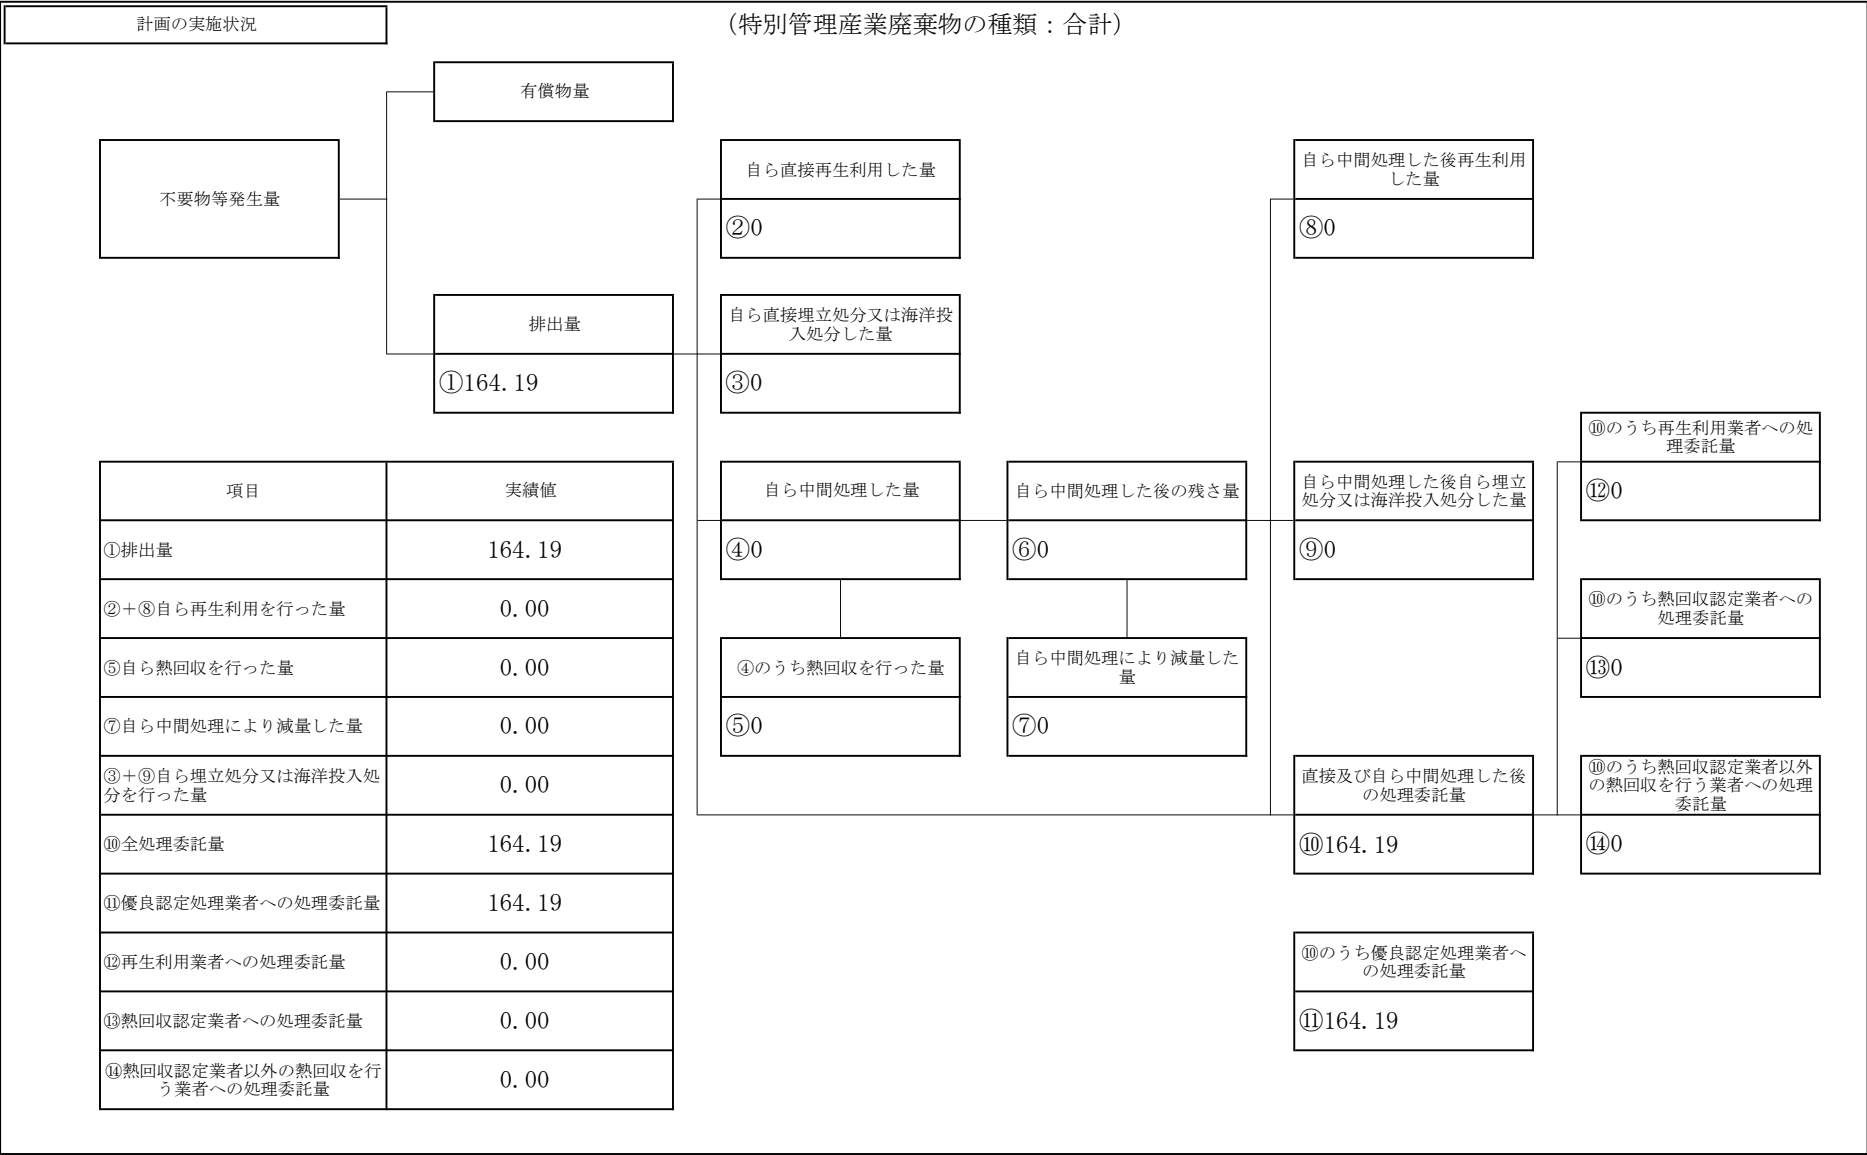 計画の実施状況
（特別管理産業廃棄物の種類：合計）
有償物量
不要物等発生量
自ら直接再生利用した量
②0
自ら中間処理した後再生利用
した量
⑧0
排出量
①164.19
自ら直接埋立処分又は海洋投
入処分した量
③0
項目
実績値
①排出量
164.19
②＋⑧自ら再生利用を行った量
0.00
⑤自ら熱回収を行った量
0.00
⑦自ら中間処理により減量した量
0.00
③＋⑨自ら埋立処分又は海洋投入処
分を行った量
0.00
⑩全処理委託量
164.19
⑪優良認定処理業者への処理委託量
164.19
⑫再生利用業者への処理委託量
0.00
⑬熱回収認定業者への処理委託量
0.00
⑭熱回収認定業者以外の熱回収を行
う業者への処理委託量
0.00
自ら中間処理した量
④0
④のうち熱回収を行った量
⑤0
自ら中間処理した後の残さ量
⑥0
自ら中間処理により減量した
量
⑦0
自ら中間処理した後自ら埋立
処分又は海洋投入処分した量
⑨0
直接及び自ら中間処理した後
の処理委託量
⑩164.19
⑩のうち優良認定処理業者へ
の処理委託量
⑪164.19
⑩のうち再生利用業者への処
理委託量
⑫0
⑩のうち熱回収認定業者への
処理委託量
⑬0
⑩のうち熱回収認定業者以外
の熱回収を行う業者への処理
委託量
⑭0